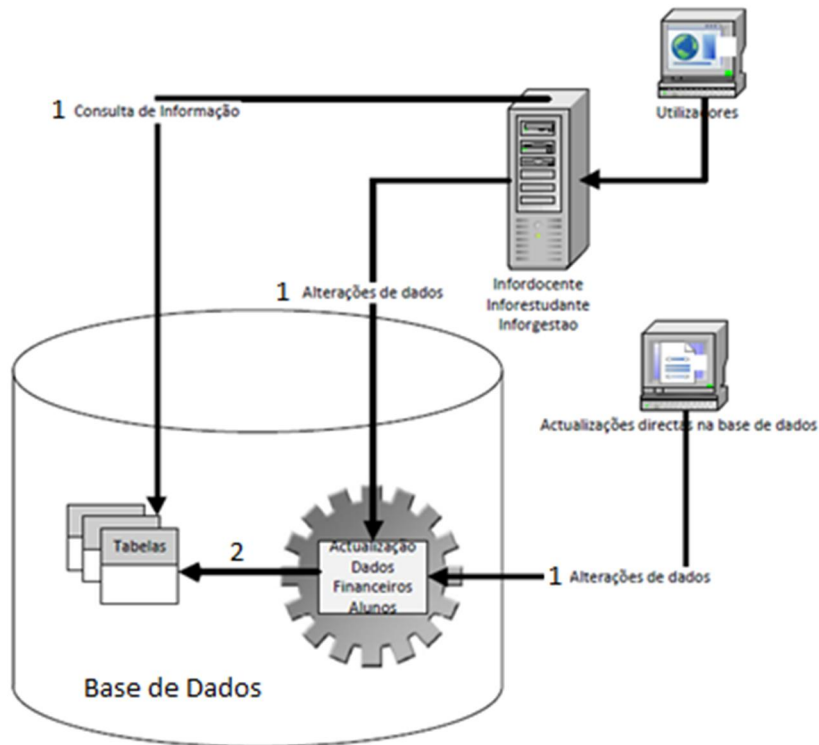 1 Consulta de Informação
Utilizadores
1 Alterações de dados
Infordocente
Inforestudante
Inforgestao
Actualizações directas na base de dados
Tabelas
2
Actualização
Dados
Financeiros
Alunos
1 Alterações de dados
Base de Dados